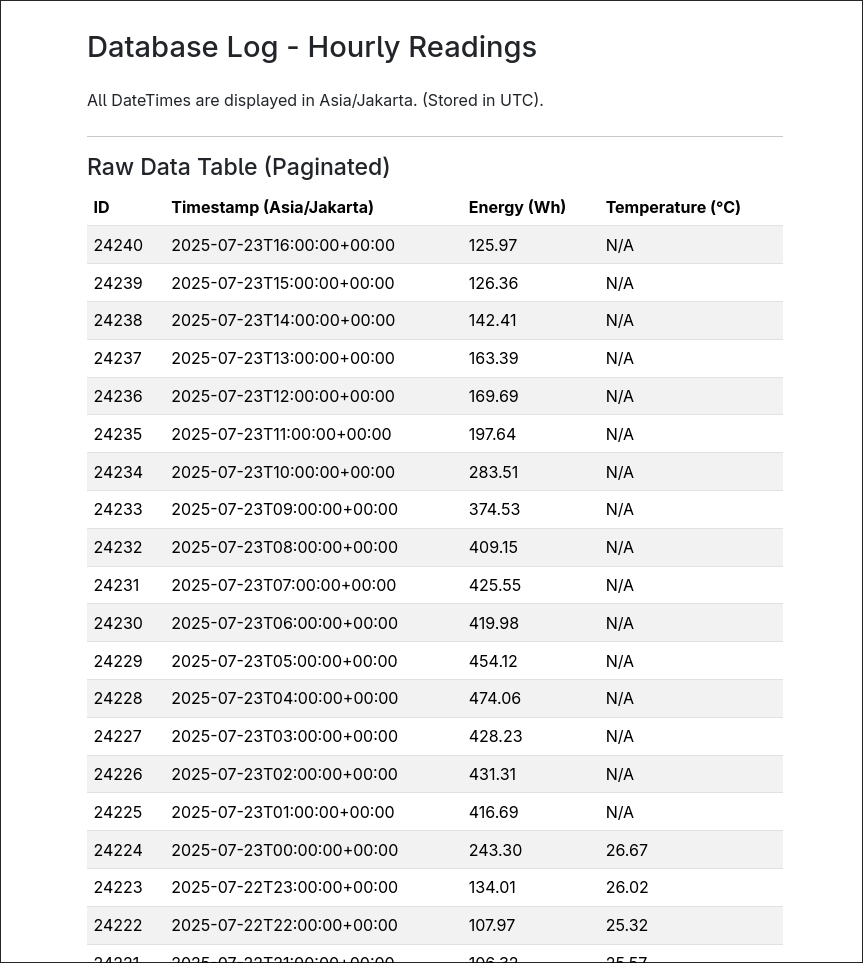 Database Log - Hourly Readings
All DateTimes are displayed in Asia/Jakarta. (Stored in UTC).
Raw Data Table (Paginated)
ID Timestamp (Asia/Jakarta) Energy (Wh) Temperature (°C)
24240 2025-07-23T16:00:00+00:00 125.97 N/A
24239 2025-07-23T15:00:00+00:00 126.36 N/A
24238 2025-07-23T14:00:00+00:00 142.41 N/A
24237 2025-07-23T13:00:00+00:00 163.39 N/A
24236 2025-07-23T12:00:00+00:00 169.69 N/A
24235 2025-07-23T11:00:00+00:00 197.64 N/A
24234 2025-07-23T10:00:00+00:00 283.51 N/A
24233 2025-07-23T09:00:00+00:00 374.53 N/A
24232 2025-07-23T08:00:00+00:00 409.15 N/A
24231 2025-07-23T07:00:00+00:00 425.55 N/A
24230 2025-07-23T06:00:00+00:00 419.98 N/A
24229 2025-07-23T05:00:00+00:00 454.12 N/A
24228 2025-07-23T04:00:00+00:00 474.06 N/A
24227 2025-07-23T03:00:00+00:00 428.23 N/A
24226 2025-07-23T02:00:00+00:00 431.31 N/A
24225 2025-07-23T01:00:00+00:00 416.69 N/A
24224 2025-07-23T00:00:00+00:00 243.30 26.67
24223 2025-07-22T23:00:00+00:00 134.01 26.02
24222 2025-07-22T22:00:00+00:00 107.97 25.32